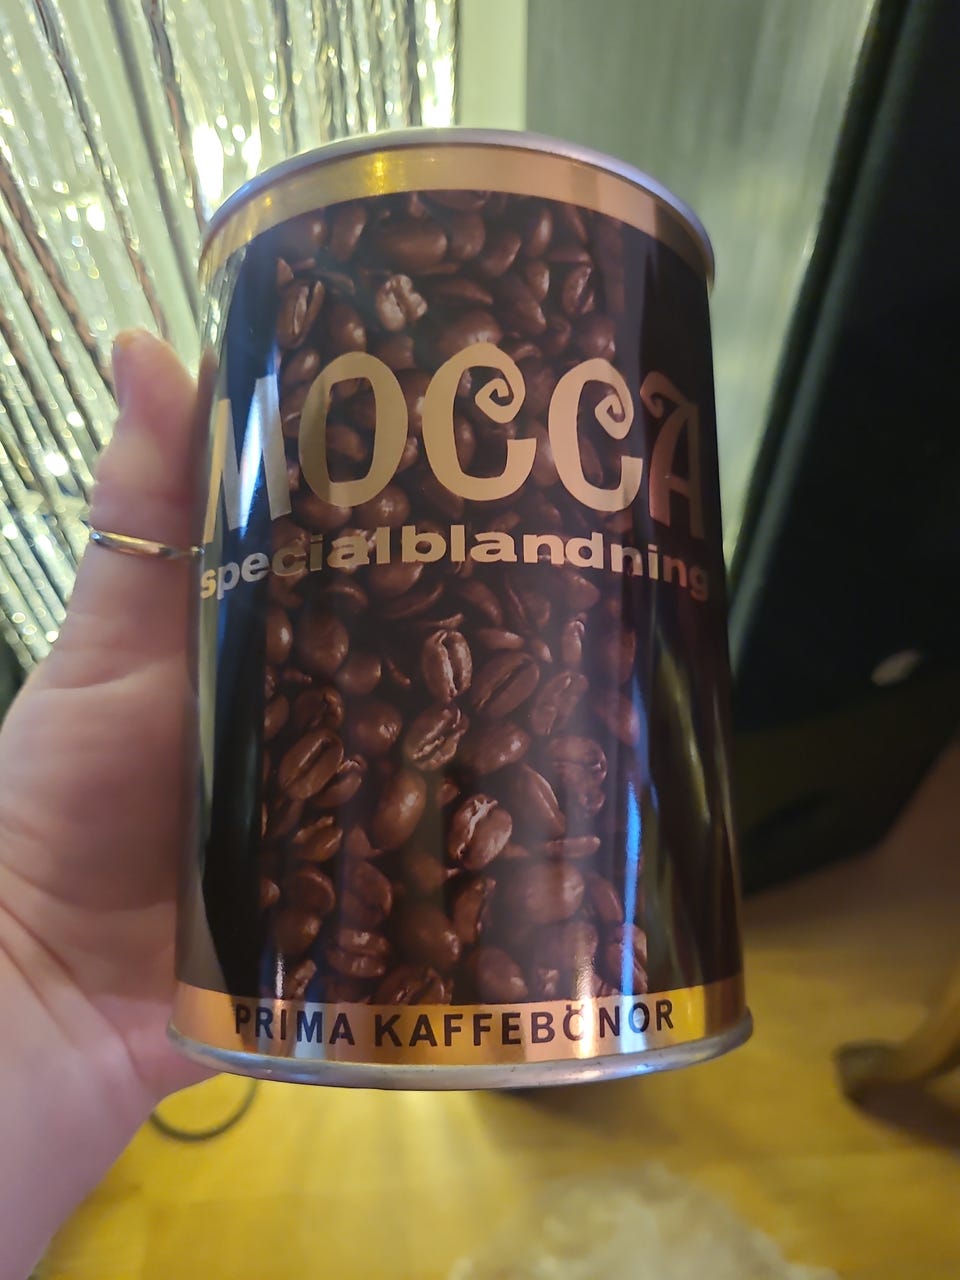 MOCCA
specialblandning
PRIMA KAFFEBÖNOR